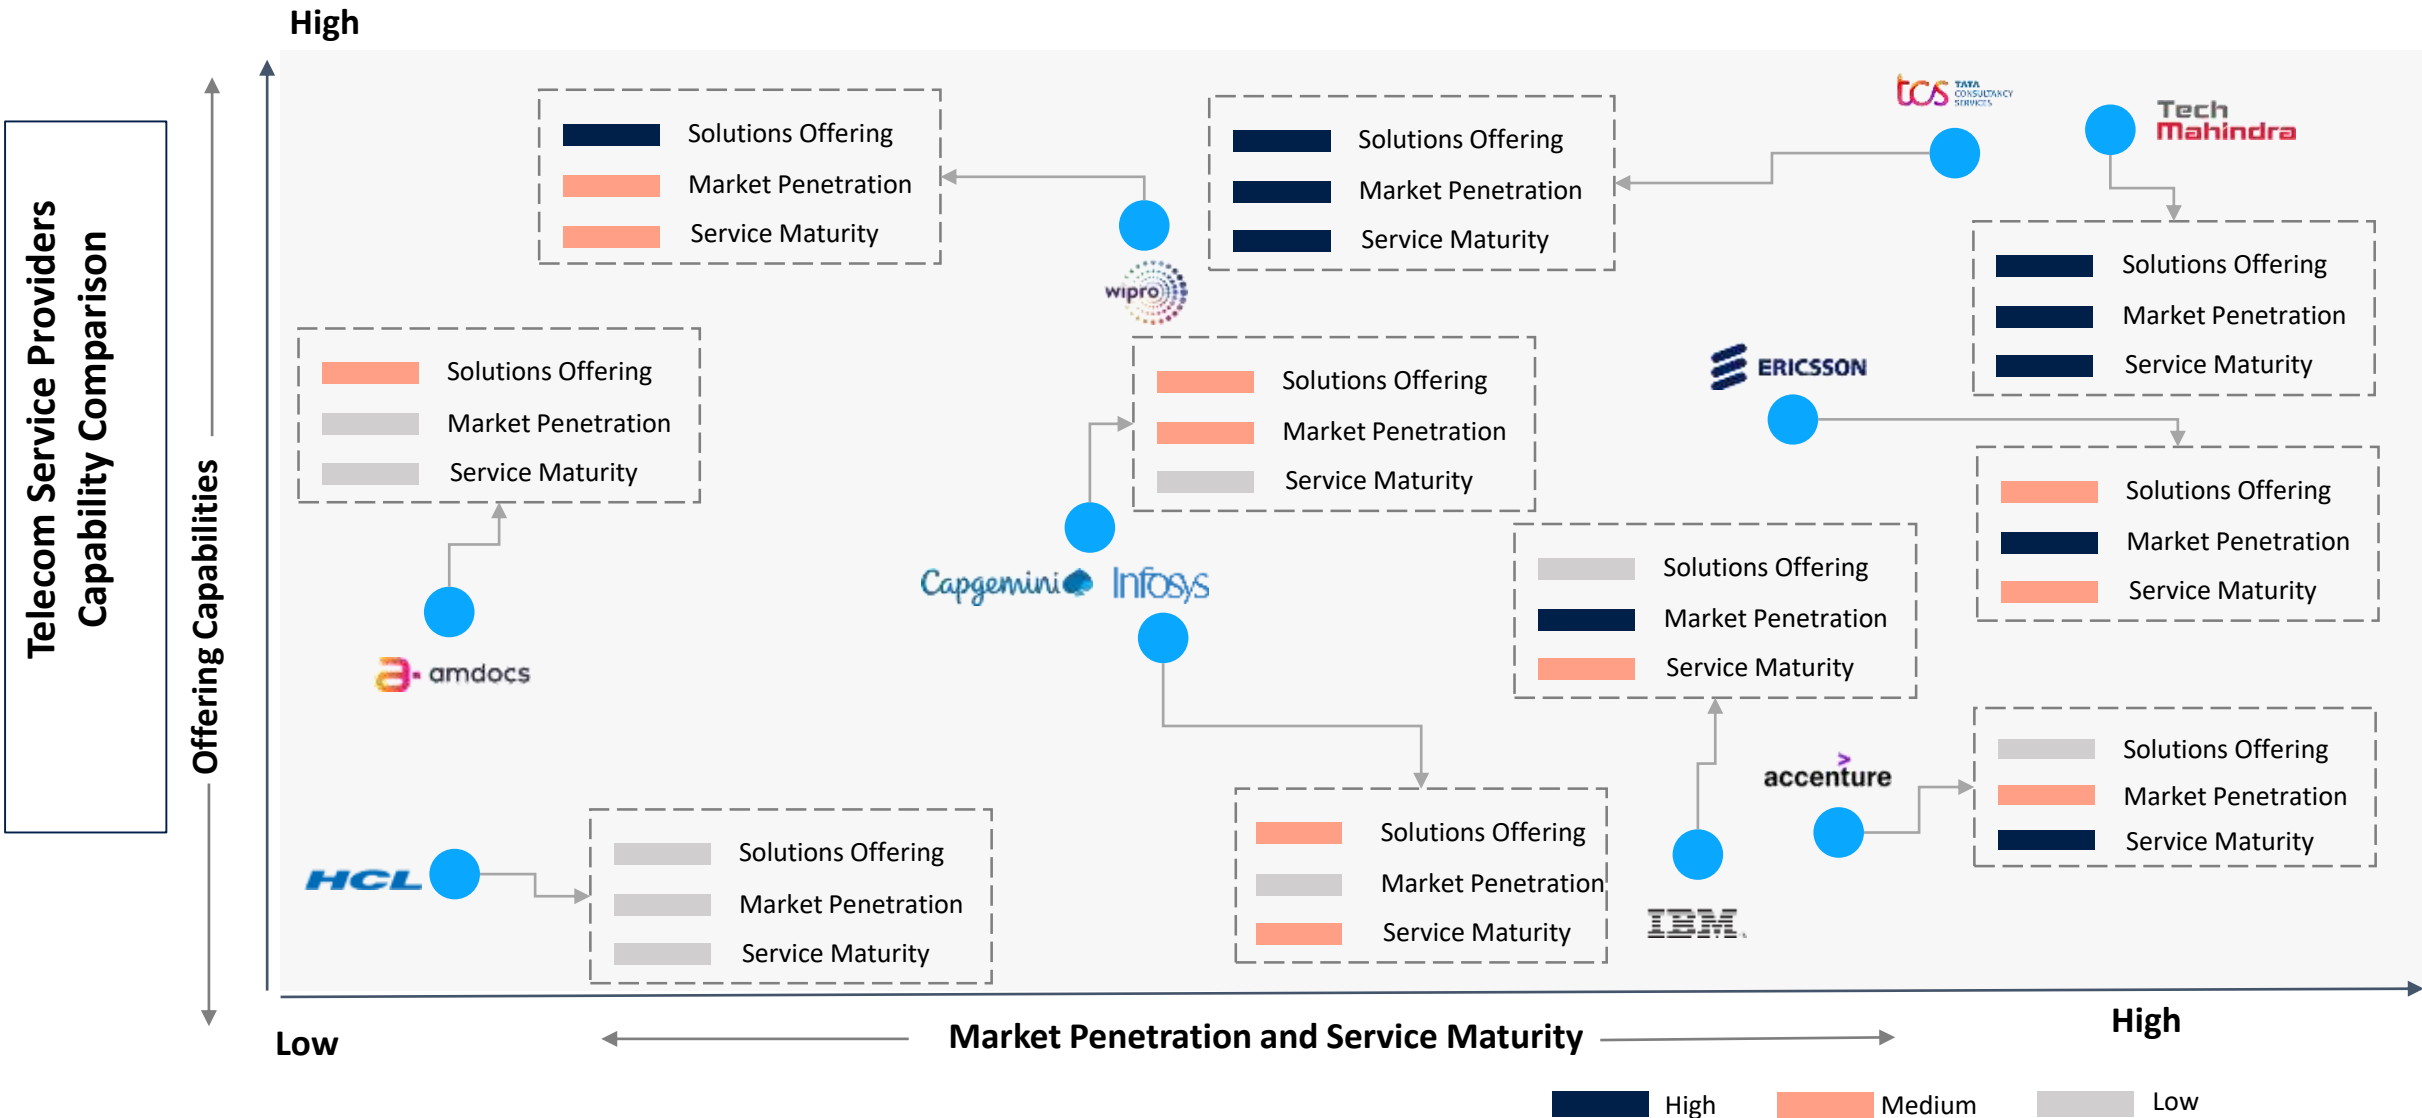 High
Telecom Service Providers
Capability Comparison
Offering Capabilities
Solutions Offering
Market Penetration
Service Maturity
wipro
Solutions Offering
Market Penetration
Service Maturity
tcs TATA
CONSULTANCY
SERVICES
Tech
Mahindra
Solutions Offering
Market Penetration
Service Maturity
Solutions Offering
Market Penetration
Service Maturity
amdocs
Solutions Offering
Market Penetration
Service Maturity
Capgemini
Infosys
ERICSSON
Solutions Offering
Market Penetration
Service Maturity
Solutions Offering
Market Penetration
Service Maturity
IBM
accenture
Solutions Offering
Market Penetration
Service Maturity
HCL
Solutions Offering
Market Penetration
Service Maturity
Solutions Offering
Market Penetration
Service Maturity
Low
Market Penetration and Service Maturity
High
High
Medium
Low